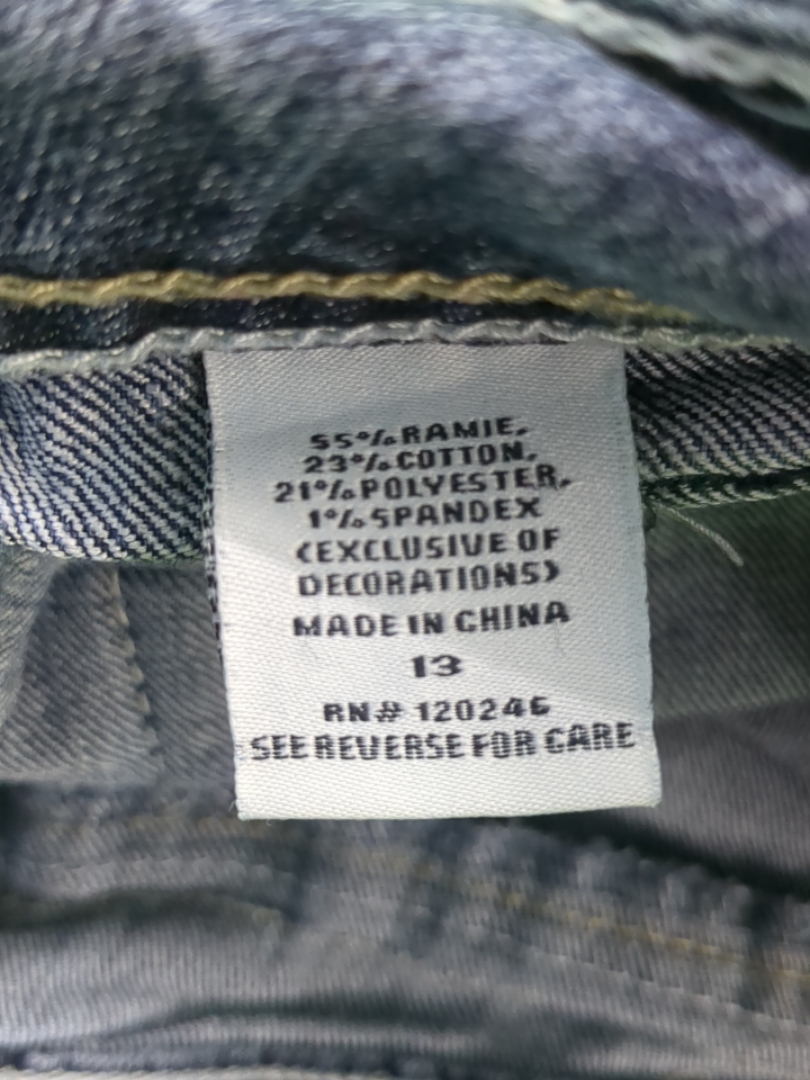 55%RAMIE,
23%COTTON,
21%POLYESTER,
1%SPANDEX
(EXCLUSIVE OF
DECORATIONS)
MADE IN CHINA
13
RN# 120246
SEE REVERSE FOR CARE